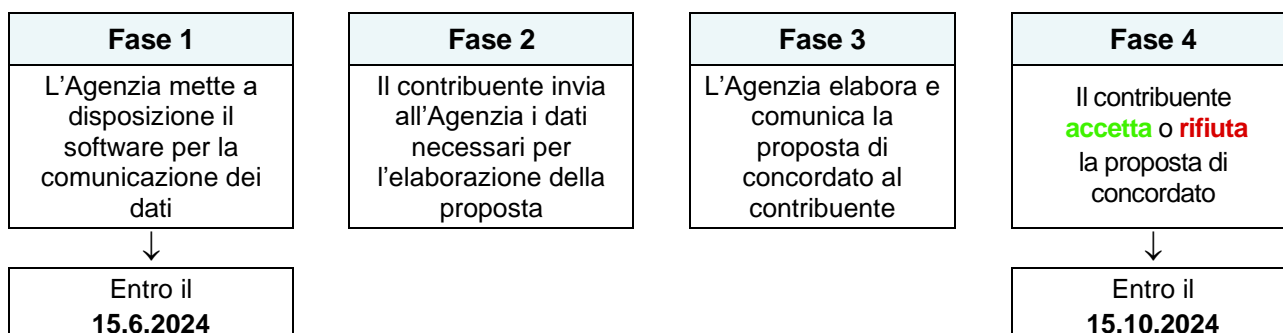 Fase 1
L'Agenzia mette a
disposizione il
software per la
comunicazione dei
dati
↓
Entro il
15.6.2024
Fase 2
Il contribuente invia
all'Agenzia i dati
necessari per
l'elaborazione della
proposta
Fase 3
L'Agenzia elabora e
comunica la
proposta di
concordato al
contribuente
Fase 4
Il contribuente
accetta o rifiuta
la proposta di
concordato
↓
Entro il
15.10.2024